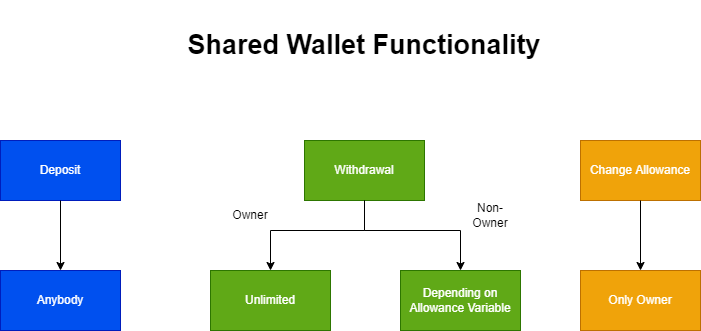 Shared Wallet Functionality
Deposit
Withdrawal
Change Allowance
Owner
Non-
Owner
Anybody
Unlimited
Depending on
Allowance Variable
Only Owner